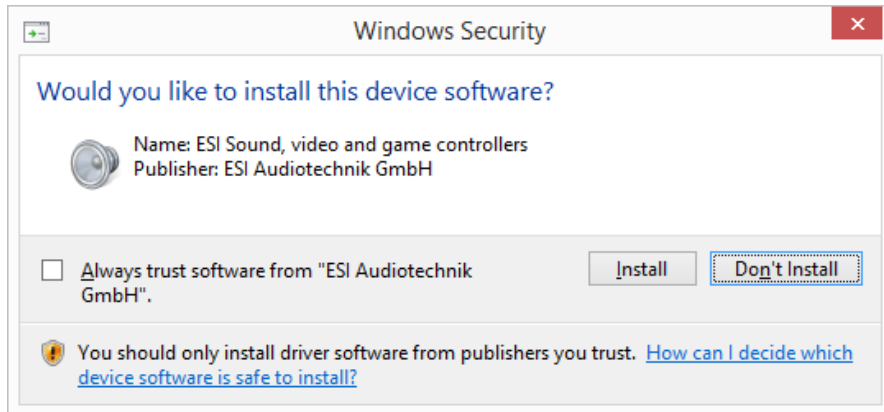 Windows Security
Would you like to install this device software?
Name: ESI Sound, video and game controllers
Publisher: ESI Audiotechnik GmbH
Always trust software from "ESI Audiotechnik
GmbH".
Install
Don't Install
You should only install driver software from publishers you trust. How can I decide which
device software is safe to install?